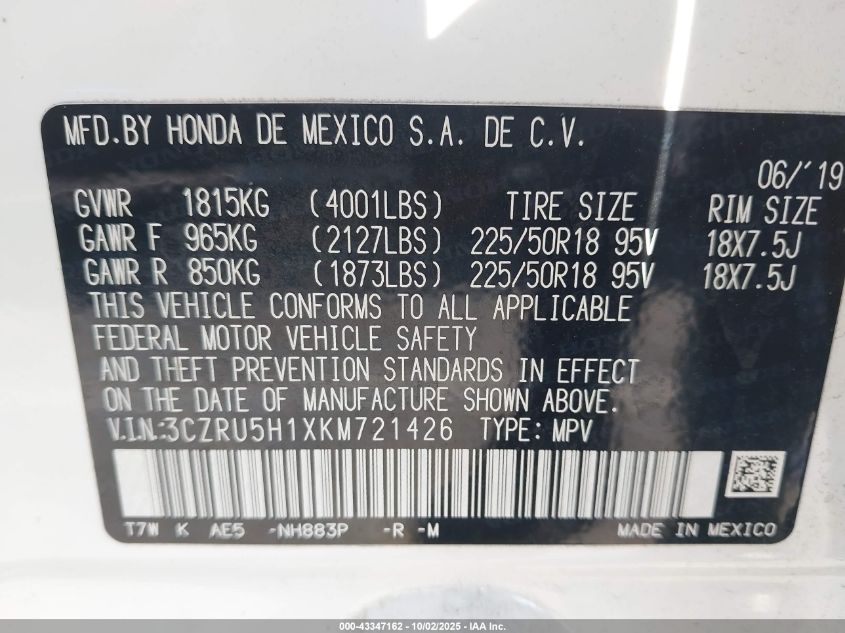 MFD.BY HONDA DE MEXICO S.A. DE C.V.
06/'19
GVWR 1815KG (4001LBS) TIRE SIZE RIM SIZE
GAWR F 965KG (2127LBS) 225/50R18 95V 18X7.5J
GAWR R 850KG (1873LBS) 225/50R18 95V 18X7.5J
THIS VEHICLE CONFORMS TO ALL APPLICABLE
FEDERAL MOTOR VEHICLE SAFETY
AND THEFT PREVENTION STANDARDS IN EFFECT
ON THE DATE OF MANUFACTURE SHOWN ABOVE.
V.I.N:3CZRU5H1XKM721426 TYPE: MPV
T7W K AE5 -NH883P -R -M MADE IN MEXICO
000-43347162 - 10/02/2025 - IAA Inc.